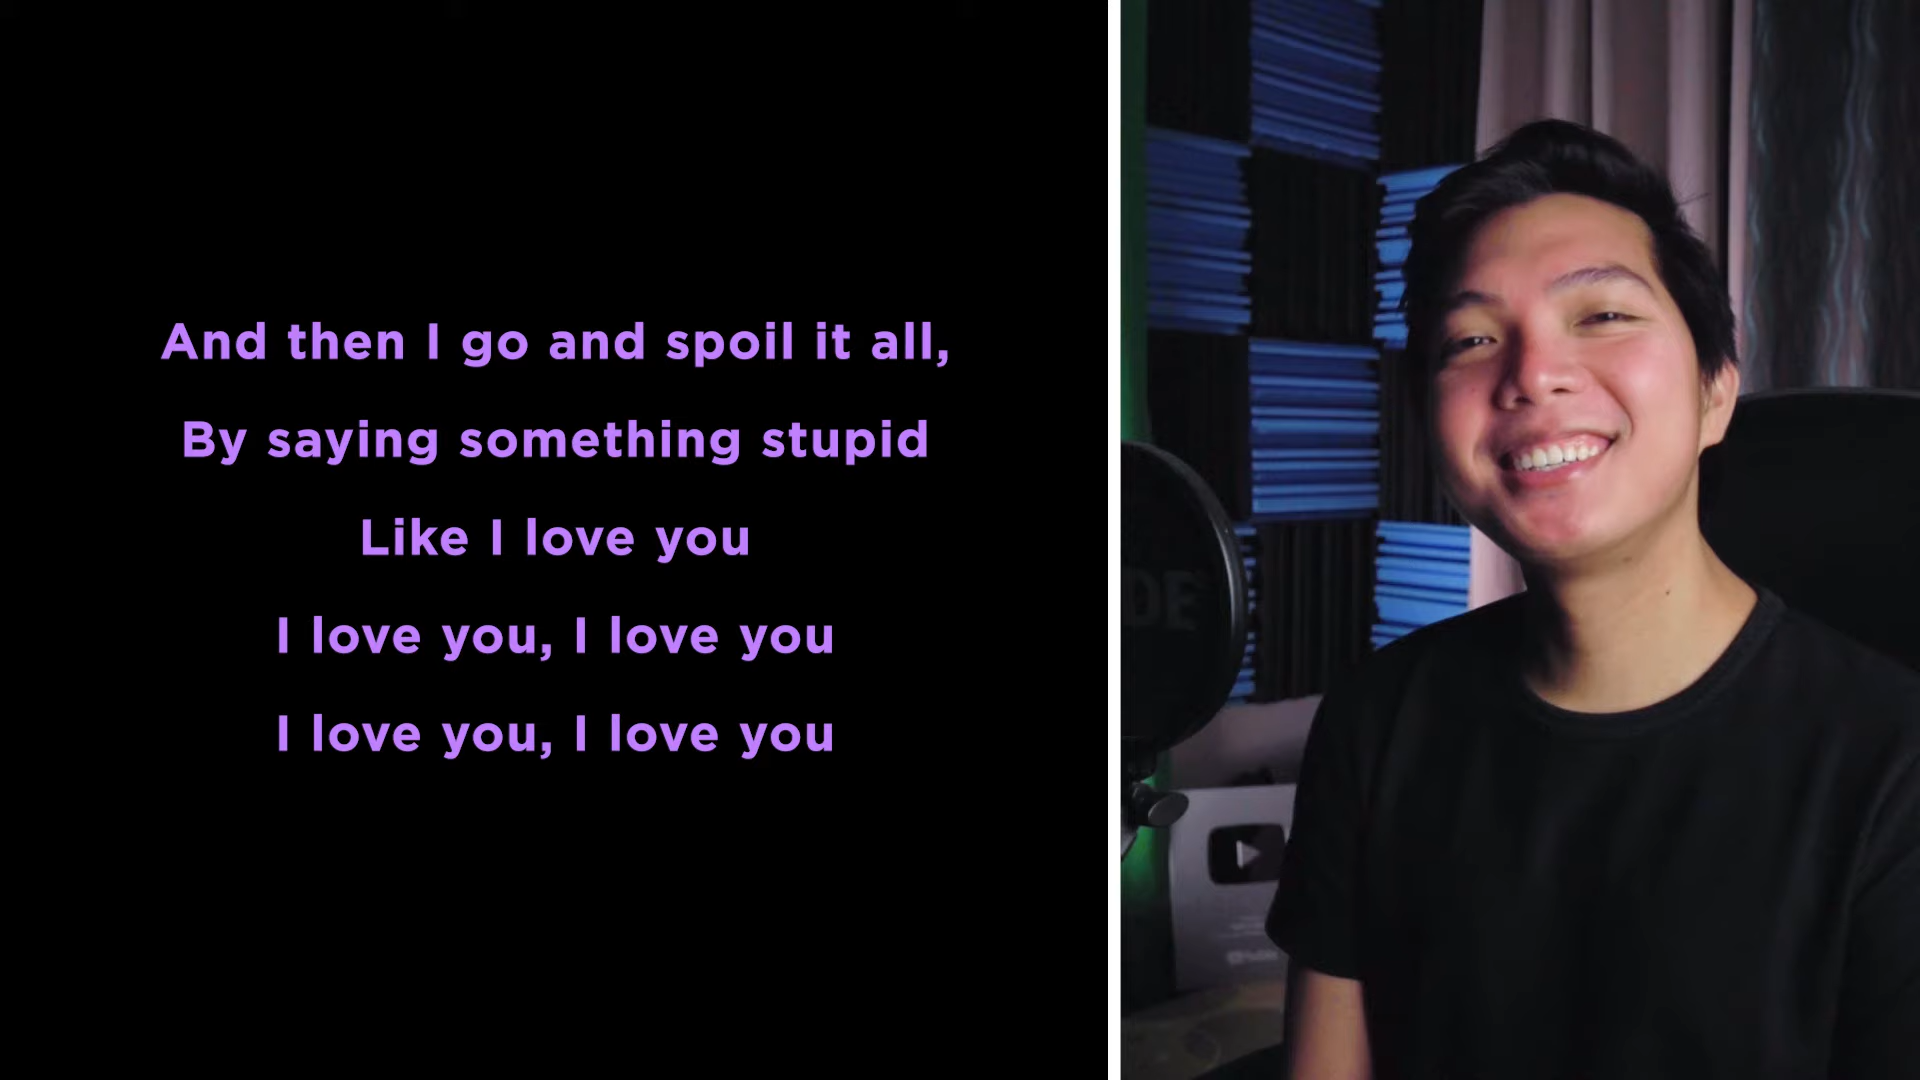 And then I go and spoil it all,
By saying something stupid
Like I love you
I love you, I love you
I love you, I love you
DE